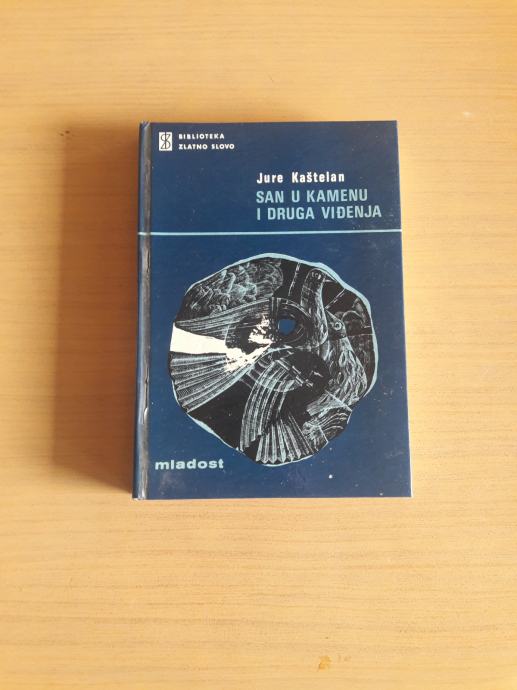 BIBLIOTEKA
ZLATNO SLOVO
Jure Kaštelan
SAN U KAMENU
I DRUGA VIĐENJA
mladost